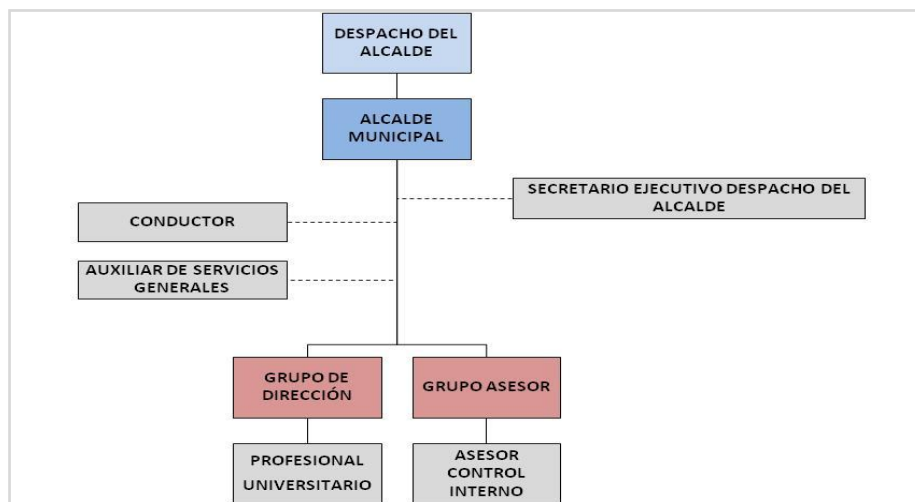 DESPACHO DEL
ALCALDE
ALCALDE
MUNICIPAL
SECRETARIO EJECUTIVO DESPACHO DEL
ALCALDE
CONDUCTOR
AUXILIAR DE SERVICIOS
GENERALES
GRUPO DE
DIRECCIÓN
GRUPO ASESOR
PROFESIONAL
UNIVERSITARIO
ASESOR
CONTROL
INTERNO